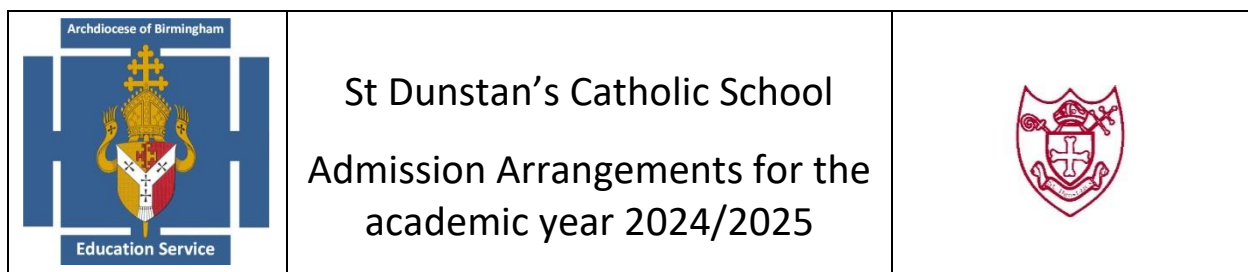 Archdiocese of Birmingham
Education Service
St Dunstan’s Catholic School
Admission Arrangements for the
academic year 2024/2025